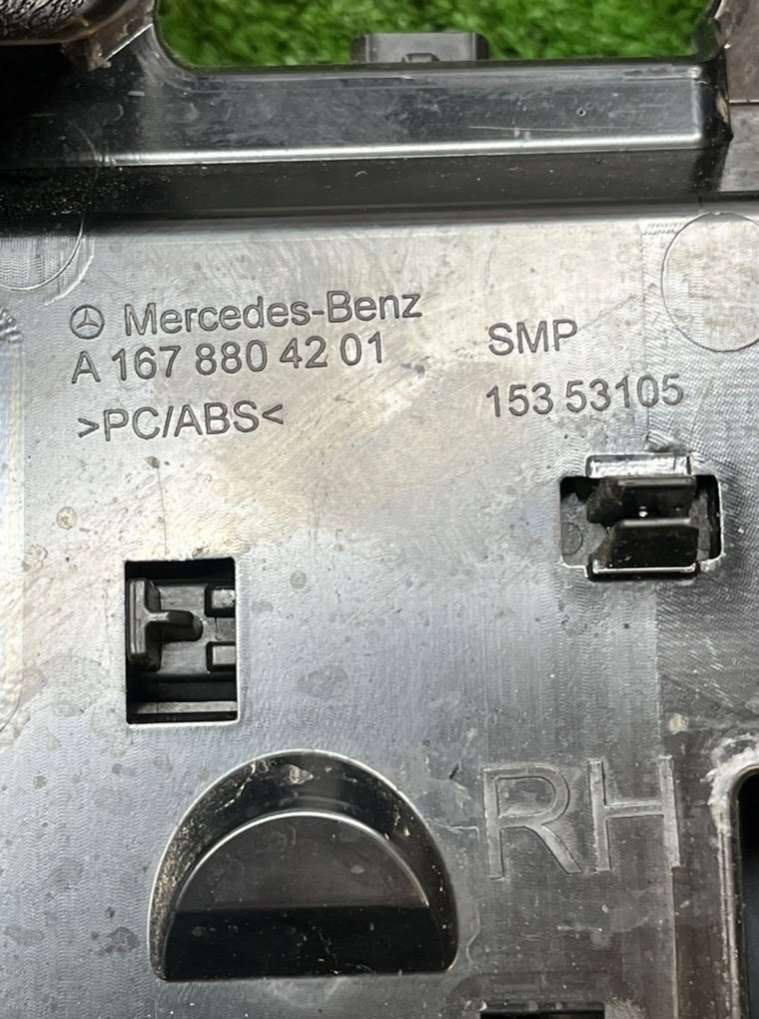 Mercedes-Benz
A 167 880 42 01
>PC/ABS<
SMP
153 53105
RH